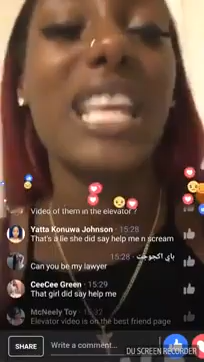 Video of them in the elevator ?
Yatta Konuwa Johnson · 15:28
That's a lie she did say help me n scream
باي اكجوجت · 15:28
Can you be my lawyer
CeeCee Green · 15:29
That girl did say help me
McNeely Toy · 15:32
Elevator video is on the best friend page
SHARE
Write a comment...
DU SCREEN RECORDER